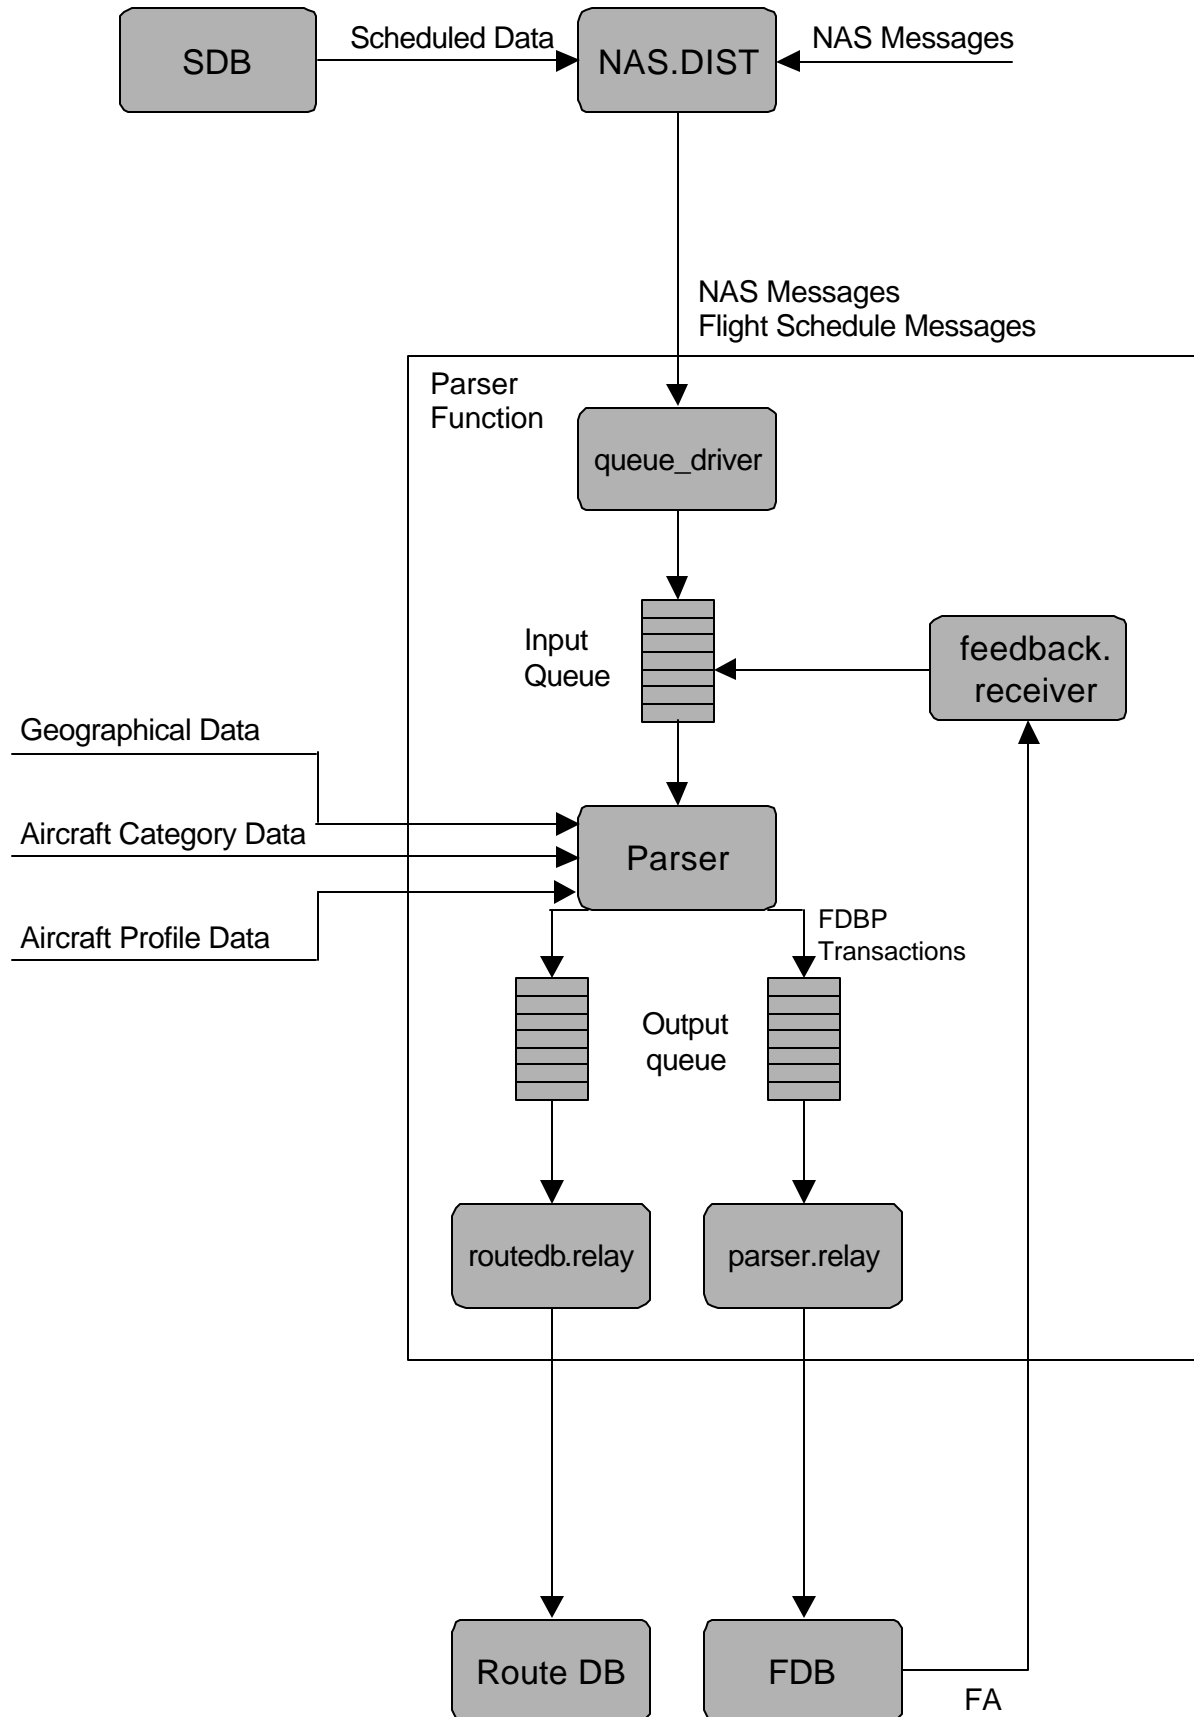 SDB
Scheduled Data
NAS.DIST
NAS Messages
NAS Messages
Flight Schedule Messages
Parser
Function
queue_driver
Input
Queue
feedback.
receiver
Geographical Data
Aircraft Category Data
Aircraft Profile Data
Parser
FDBP
Transactions
Output
queue
routedb.relay
parser.relay
Route DB
FDB
FA